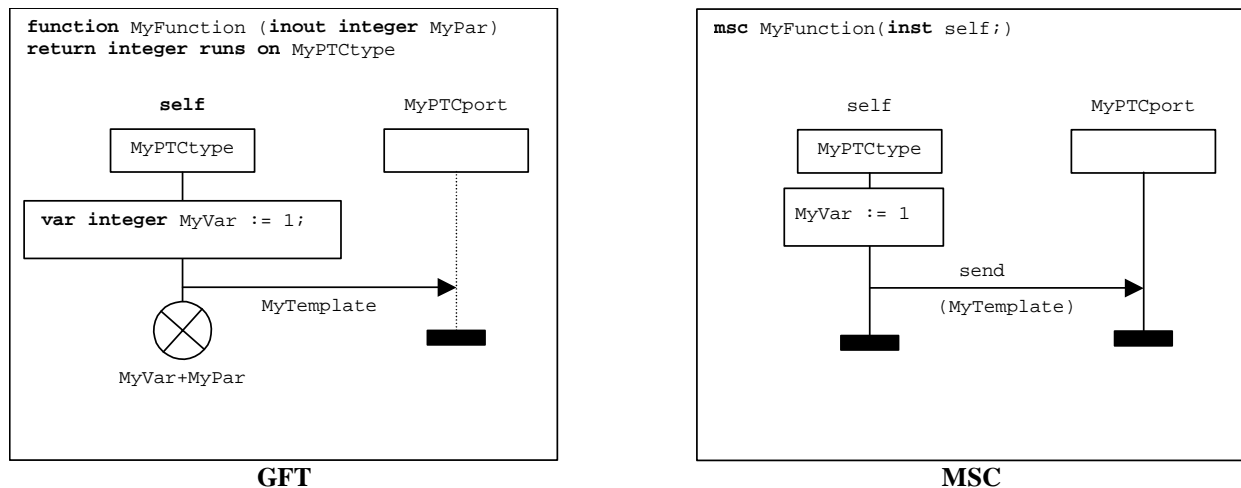 function MyFunction (inout integer MyPar)
return integer runs on MyPTCtype
self
MyPTCport
MyPTCtype
var integer MyVar := 1;
MyTemplate
MyVar+MyPar
GFT
msc MyFunction(inst self;)
self
MyPTCport
MyPTCtype
MyVar := 1
send
(MyTemplate)
MSC